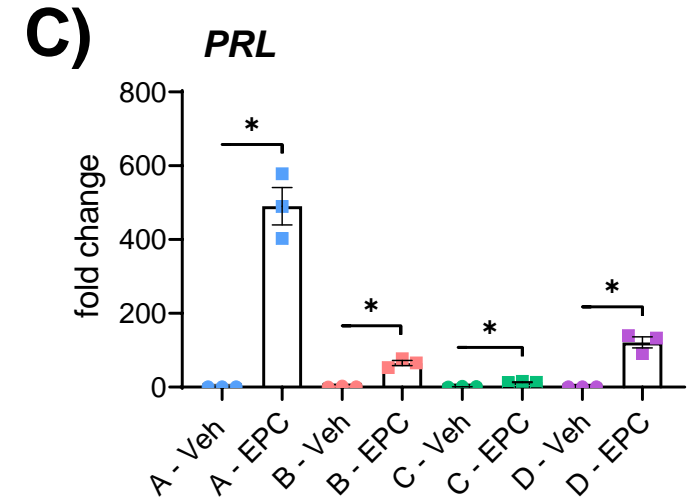 C)
PRL
fold change
800
600
400
200
0
*
*
*
*
A - Veh
A - EPC
B - Veh
B - EPC
C - Veh
C - EPC
D - Veh
D - EPC